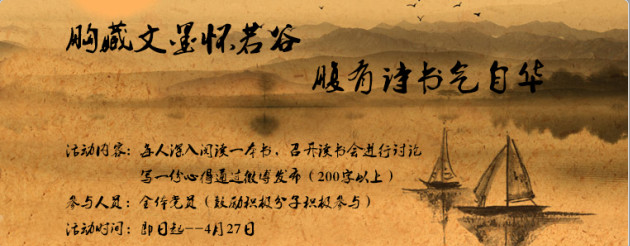 胸藏文墨怀若谷
腹有诗书气自华
活动内容：每人深入阅读一本书，召开读书会进行讨论
写一份心得通过微博发布（200字以上）
参与人员：全体党员（鼓励积极分子积极参与）
活动时间：即日起--4月27日